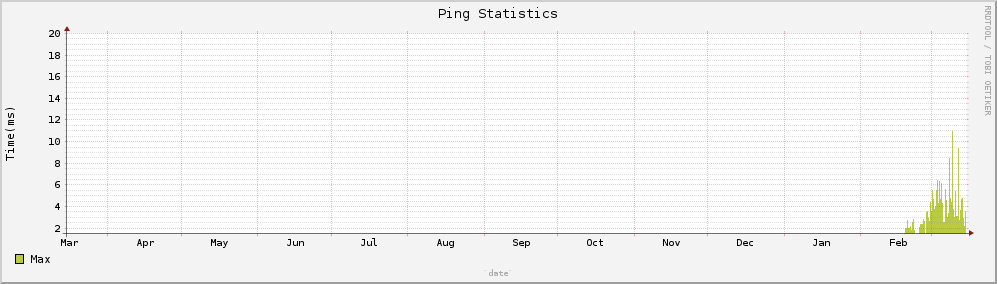 Ping Statistics
RRDTOOL / TOBI OETIKER
Time(ms)
20
18
16
14
12
10
8
6
4
2
Mar Apr May Jun Jul Aug Sep Oct Nov Dec Jan Feb
Max
`date`